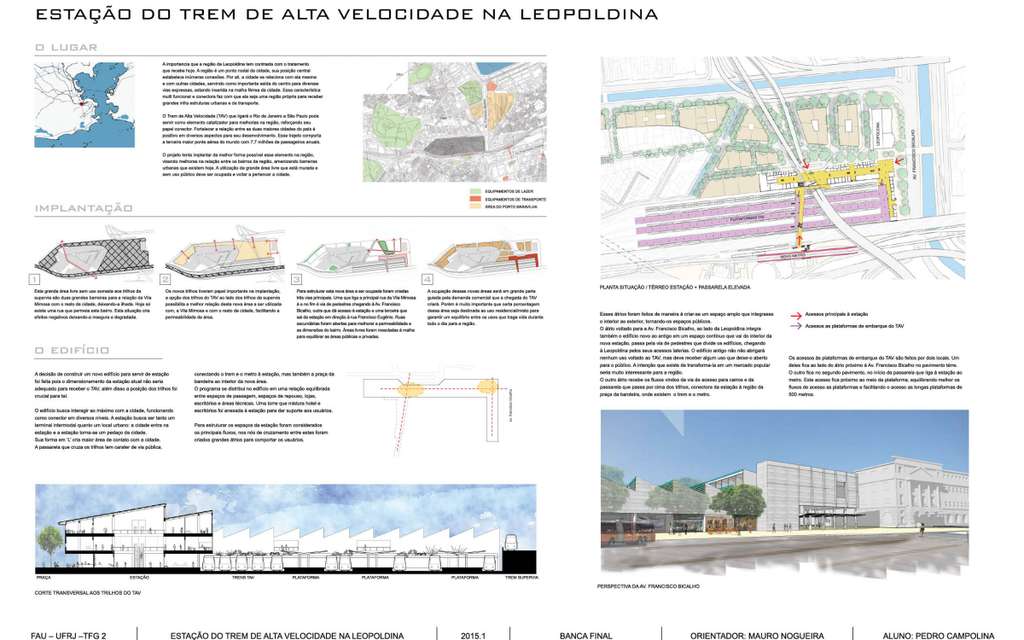 ESTAÇÃO DO TREM DE ALTA VELOCIDADE NA LEOPOLDINA
O LUGAR
A importancia que a região de Leopoldina tem contrasta com o tratamento
que recebe hoje. A região é um ponto nodal da cidade, sua posição central
estabelece inúmeras conexões. Por ali, a cidade se relaciona com ela mesma
e com outras cidades, servindo como importante saída do centro para diversas
vias expressas, estando inserida na malha férrea da cidade. Essa característica
multi funcional e conectora faz com que ela seja uma região própria para receber
grandes infra estruturas urbanas e de transporte.
O Trem de Alta Velocidade (TAV) que ligará o Rio de Janeiro a São Paulo pode
servir como elemento catalizador para melhorias na região, reforçando seu
papel conector. Fortalecer a relação entre as duas maiores cidades do país é
positivo em diversos aspectos para seu desenvolvimento. Esse trajeto comporta
a terceira maior ponte aérea do mundo com 7,7 milhões de passageiros anuais.
O projeto tenta implantar da melhor forma possível esse elemento na região,
visando melhorias na relação entre os bairros da região, amenizando barreiras
urbanas que existem hoje. A utilização da grande área livre que está murada e
sem uso público deve ser ocupada e voltar a pertencer a cidade.
EQUIPAMENTOS DE LAZER
EQUIPAMENTOS DE TRANSPORTE
ÁREA DO PORTO MARAVILHA
IMPLANTAÇÃO
1
2
3
4
Esta grande área livre sem uso somada aos trilhos da
supervia são duas grandes barreiras para a relação da Vila
Mimosa com o resto da cidade, deixando-a ilhada. Hoje só
existe uma rua que permeia este bairro. Esta situação cria
efeitos negativos deixando-o inseguro e degradado.
Os novos trilhos tiveram papel importante na implantação,
a opção dos trilhos do TAV ao lado dos trilhos da supervia
possibilita a melhor relação desta nova área a ser utilizada
com, a Vila Mimosa e com o resto da cidade, facilitando a
permeabilidade da área.
Para estruturar esta nova área a ser ocupada foram criadas
três vias principais. Uma que liga a principal rua da Vila Mimosa
a o no fim à via de pedestres chegando à Av. Francisco
Bicalho, outra que dá acesso à estação e uma terceira que
sai da estação em direção à rua Francisco Eugênio. Ruas
secundárias foram abertas para melhorar a permeabilidade e
as dimensões do bairro. Áreas livres foram inseridadas à malha
para equilibrar as áreas públicas e privadas.
A ocupação dessas novas áreas será em grande parte
guiada pela demanda comercial que a chegada do TAV
criará. Porém é muito importante que certa porcentagem
dessa área seja destinada ao uso residencial/misto para
garantir um equilíbrio entre os usos que traga vida durante
todo o dia para a região.
O EDIFÍCIO
A decisão de construir um novo edifício para servir de estação
foi feita pois o dimensionamento da estação atual não seria
adequado para receber o TAV, além disso a posição dos trilhos foi
crucial para tal
O edifício busca interagir ao máximo com a cidade, funcionando
como conector em diversos níveis. A estação busca ser tanto um
terminal intermodal quanto um local urbano: a cidade entra na
estação e a estação torna-se um pedaço da cidade.
Sua forma em 'L' cria maior área de contato com a cidade.
A passarela que cruza os trilhos tem carater de via pública,
conectando o trem e o metrô à estação, mas também a praça da
bandeira ao interior da nova área.
O programa se distribui no edifício em uma relação equilibrada
entre espaços de passagem, espaços de repouso, lojas,
escritórios e áreas técnicas. Uma torre que mistura hotel e
escritórios foi anexada à estação para dar suporte aos usuários.
Para estruturar os espaços da estação foram considerados
os principais fluxos, nos nós de cruzamento entre estes foram
criados grandes átrios para comportar os usuários.
Av. Francisco Bicalho
PRAÇA
ESTAÇÃO
TRENS TAV
PLATAFORMA
PLATAFORMA
PLATAFORMA
TREM SUPERVIA
CORTE TRANSVERSAL AOS TRILHOS DO TAV
LEOPOLDINA
AV. FRANCISCO BICALHO
PLATAFORMAS TAV
NOVO METRO
PLANTA SITUAÇÃO / TÉRREO ESTAÇÃO + PASSARELA ELEVADA
Esses átrios foram feitos de maneira à criar-se um espaço amplo que integrasse
o interior ao exterior, tornando-os espaços públicos.
O átrio voltado para a Av. Francisco Bicalho, ao lado da Leopoldina integra
também o edifício novo ao antigo em um espaço contínuo que vai do interior da
nova estação, passa pela via de pedestres que divide os edifícios, chegando
à Leopoldina pelos seus acessos laterais. O edifício antigo não não abrigará
nenhum uso voltado ao TAV, mas deve receber algum uso que deixe-o aberto
para o público. A intenção que existe de transforma-la em um mercado popular
seria muito interessante para a região.
O outro átrio recebe os fluxos vindos da via de acesso para carros e da
passarela que passa por cima dos trilhos, conectora da estação à região da
praça da bandeira, onde existem o trem e o metro.
Acessos principais à estação
Acessos às plataformas de embarque do TAV
Os acessos às plataformas de embarque do TAV são feitos por dois locais. Um
deles fica ao lado do átrio próximo à Av. Francisco Bicalho no pavimento térreo.
O outro fica no segundo pavimento, no início da passarela que liga à estação ao
metro. Este acesso fica próximo ao meio da plataforma, equilibrando melhor os
fluxos de acesso às plataformas e facilitando o acesso as longas plataformas de
500 metros.
PERSPECTIVA DA AV. FRANCISCO BICALHO
FAU – UFRJ –TFG 2
ESTAÇÃO DO TREM DE ALTA VELOCIDADE NA LEOPOLDINA
2015.1
BANCA FINAL
ORIENTADOR: MAURO NOGUEIRA
ALUNO: PEDRO CAMPOLINA